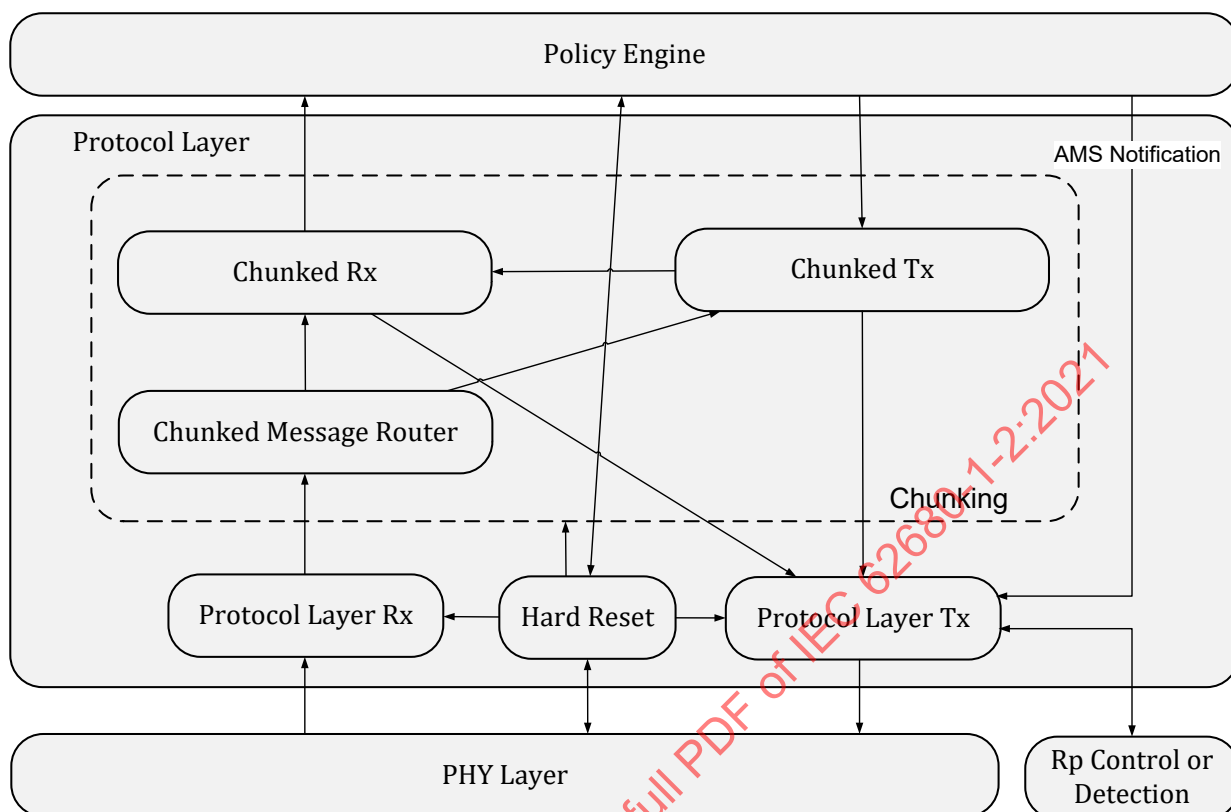 Policy Engine
Protocol Layer
AMS Notification
Chunked Rx
Chunked Tx
Chunked Message Router
Chunking
Protocol Layer Rx
Hard Reset
Protocol Layer Tx
PHY Layer
Rp Control or
Detection
full PDF of IEC 62680-1-2:2021